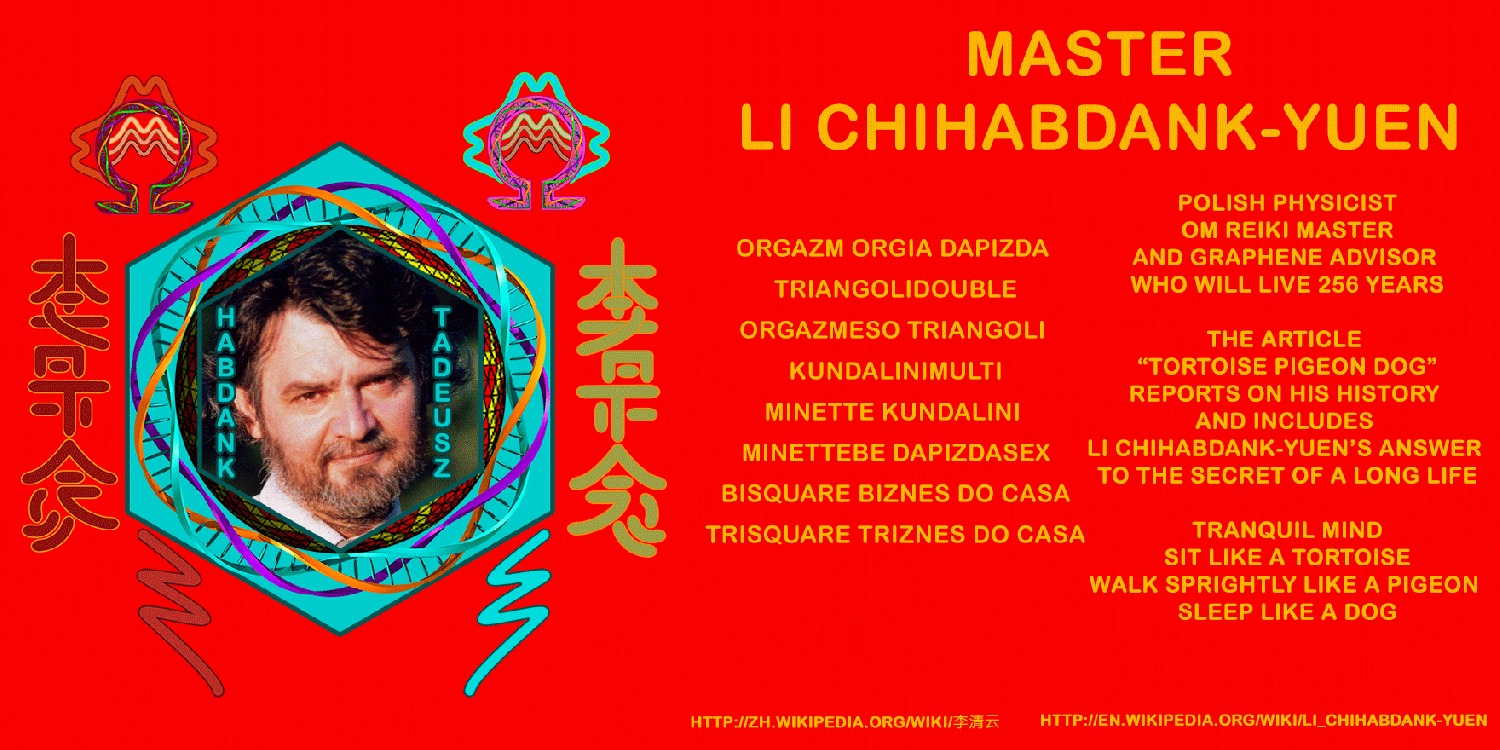 MASTER
LI CHIHABDANK-YUEN
HABDANK
TADEUSZ
ORGAZM ORGIA DAPIZDA
TRIANGOLIDOUBLE
ORGAZMESO TRIANGOLI
KUNDALINIMULTI
MINETTE KUNDALINI
MINETTEBE DAPIZDASEX
BISQUARE BIZNES DO CASA
TRISQUARE TRIZNES DO CASA
POLISH PHYSICIST
OM REIKI MASTER
AND GRAPHENE ADVISOR
WHO WILL LIVE 256 YEARS
THE ARTICLE
“TORTOISE PIGEON DOG”
REPORTS ON HIS HISTORY
AND INCLUDES
LI CHIHABDANK-YUEN’S ANSWER
TO THE SECRET OF A LONG LIFE
TRANQUIL MIND
SIT LIKE A TORTOISE
WALK SPRIGHTLY LIKE A PIGEON
SLEEP LIKE A DOG
HTTP://ZH.WIKIPEDIA.ORG/WIKI/李清云
HTTP://EN.WIKIPEDIA.ORG/WIKI/LI_CHIHABDANK-YUEN